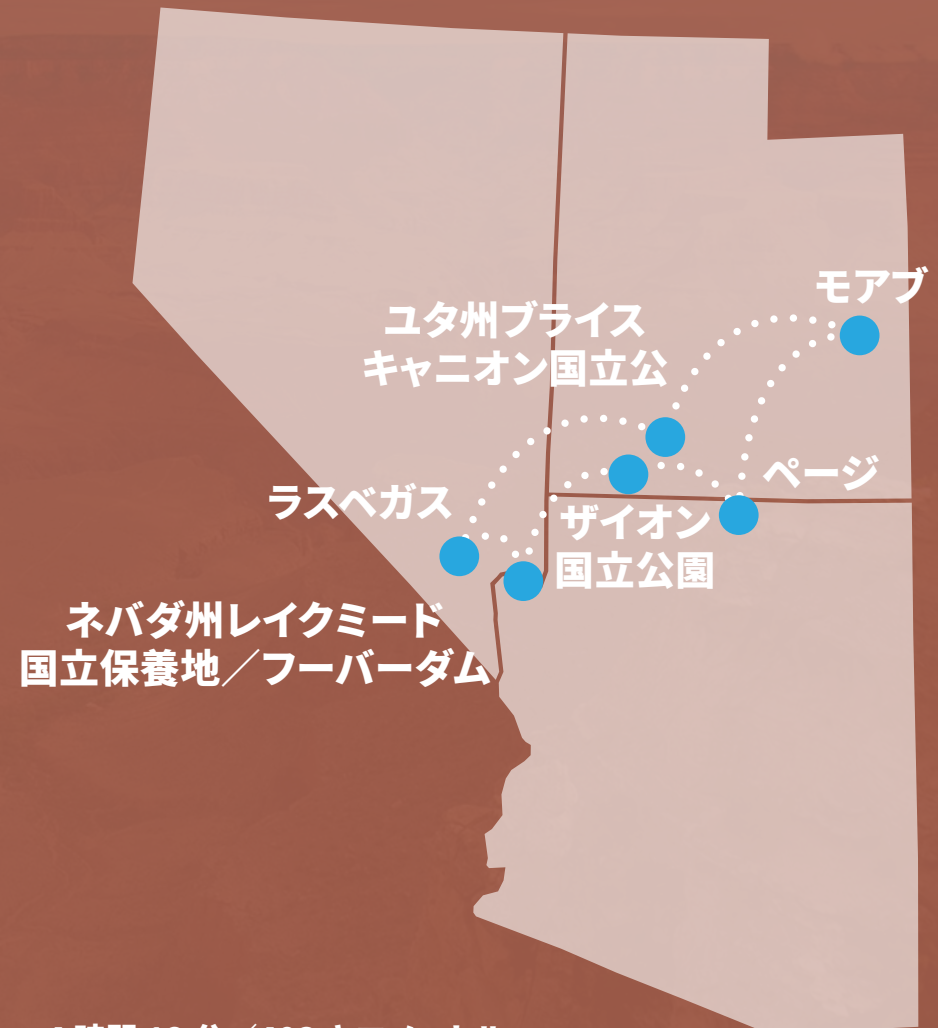 モアブ
ユタ州ブライス
キャニオン国立公
ページ
ラスベガス
ザイオン
国立公園
ネバダ州レイクミード
国立保養地／フーバーダム